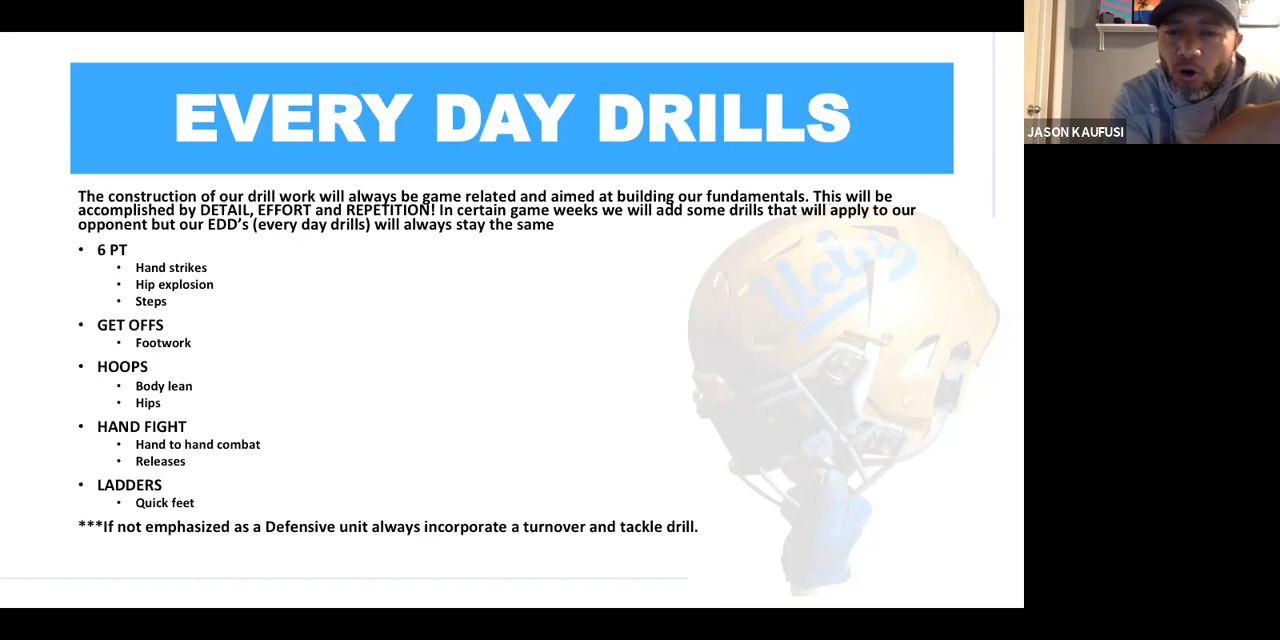 EVERY DAY DRILLS
JASON KAUFUSI
The construction of our drill work will always be game related and aimed at building our fundamentals. This will be
accomplished by DETAIL, EFFORT and REPETITION! In certain game weeks we will add some drills that will apply to our
opponent but our EDD's (every day drills) will always stay the same
• 6 PT
• Hand strikes
• Hip explosion
• Steps
• GET OFFS
• Footwork
• HOOPS
• Body lean
• Hips
• HAND FIGHT
• Hand to hand combat
• Releases
• LADDERS
• Quick feet
***If not emphasized as a Defensive unit always incorporate a turnover and tackle drill.
Ucla